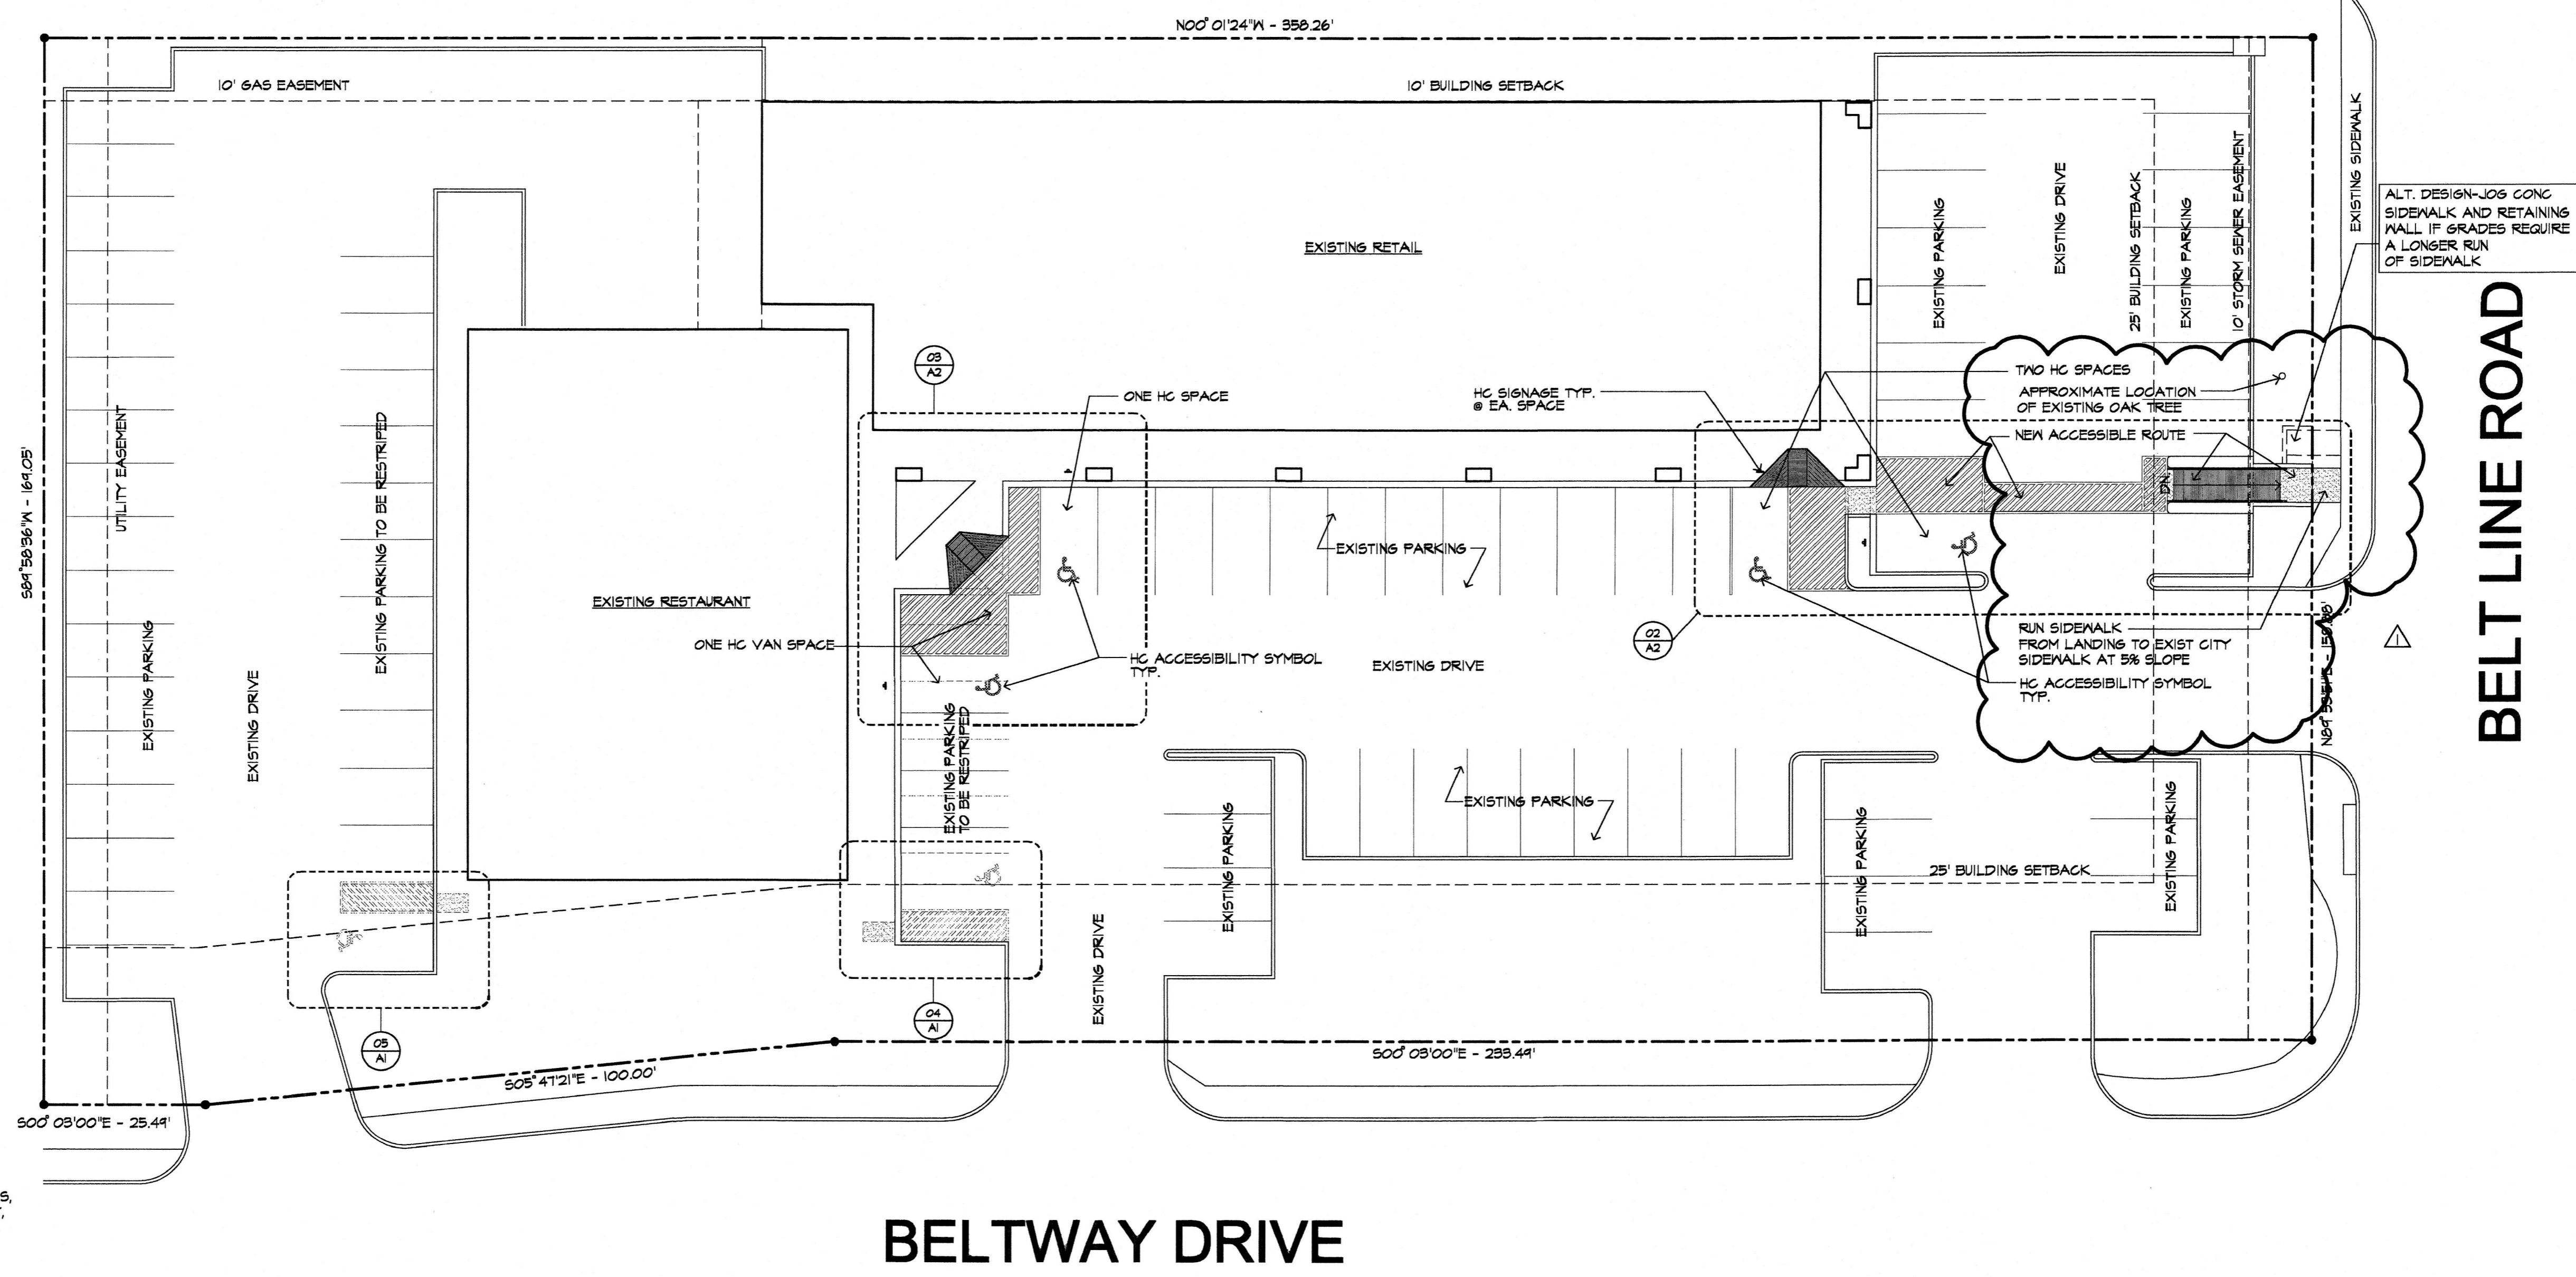 N00° 01'24"W - 358.26'
10' GAS EASEMENT
10' BUILDING SETBACK
EXISTING SIDEWALK
ALT. DESIGN-JOG CONC
SIDEWALK AND RETAINING
WALL IF GRADES REQUIRE
A LONGER RUN
OF SIDEWALK
EXISTING RETAIL
EXISTING PARKING
EXISTING DRIVE
25' BUILDING SETBACK
EXISTING PARKING
10' STORM SEWER EASEMENT
BELT LINE ROAD
03
A2
ONE HC SPACE
HC SIGNAGE TYP.
@ EA. SPACE
TWO HC SPACES
APPROXIMATE LOCATION
OF EXISTING OAK TREE
NEW ACCESSIBLE ROUTE
DN.
S89°58'36"W - 169.05'
UTILITY EASEMENT
EXISTING PARKING
EXISTING DRIVE
EXISTING PARKING TO BE RESTRIPED
EXISTING RESTAURANT
ONE HC VAN SPACE
HC ACCESSIBILITY SYMBOL
TYP.
EXISTING PARKING
EXISTING DRIVE
02
A2
RUN SIDEWALK
FROM LANDING TO EXIST CITY
SIDEWALK AT 5% SLOPE
HC ACCESSIBILITY SYMBOL
TYP.
1
EXISTING PARKING
TO BE RESTRIPED
EXISTING PARKING
EXISTING PARKING
EXISTING PARKING
EXISTING PARKING
25' BUILDING SETBACK
EXISTING DRIVE
05
A1
04
A1
S00° 03'00"E - 25.49'
S05°47'21"E - 100.00'
S00° 03'00"E - 233.49'
BELTWAY DRIVE